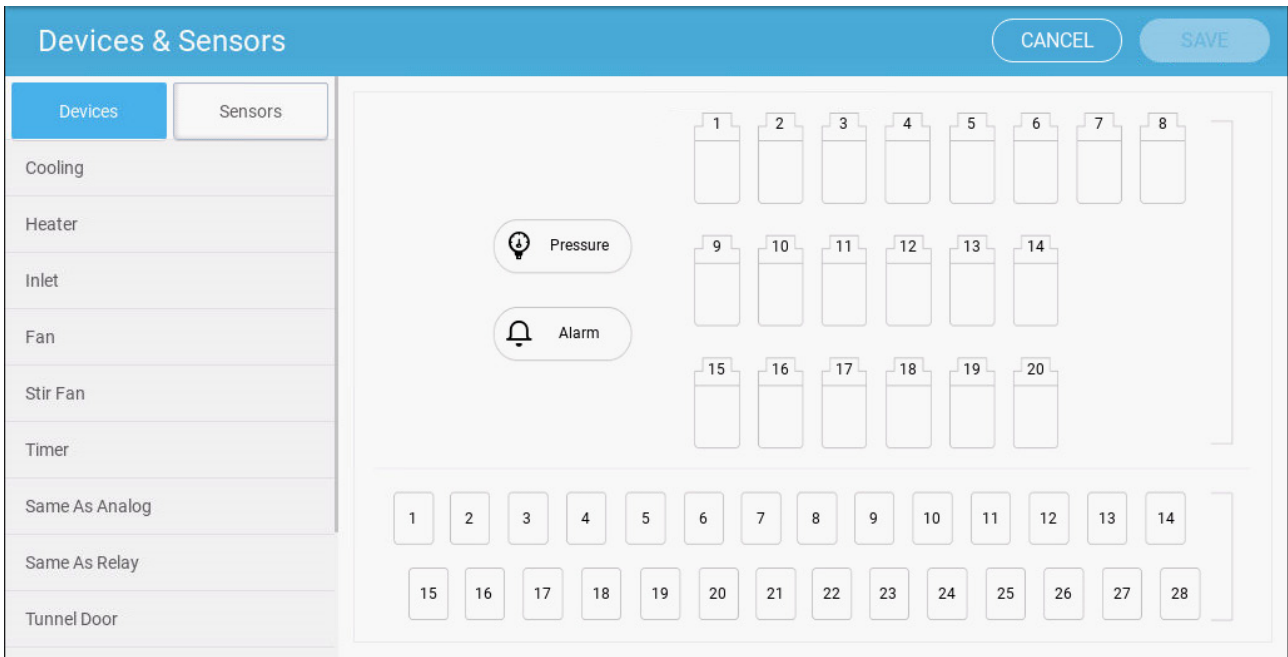 Devices & Sensors
CANCEL
SAVE
Devices
Sensors
Cooling
Heater
Inlet
Fan
Stir Fan
Timer
Same As Analog
Same As Relay
Tunnel Door
1 2 3 4 5 6 7 8
Pressure
9 10 11 12 13 14
Alarm
15 16 17 18 19 20
1 2 3 4 5 6 7 8 9 10 11 12 13 14
15 16 17 18 19 20 21 22 23 24 25 26 27 28